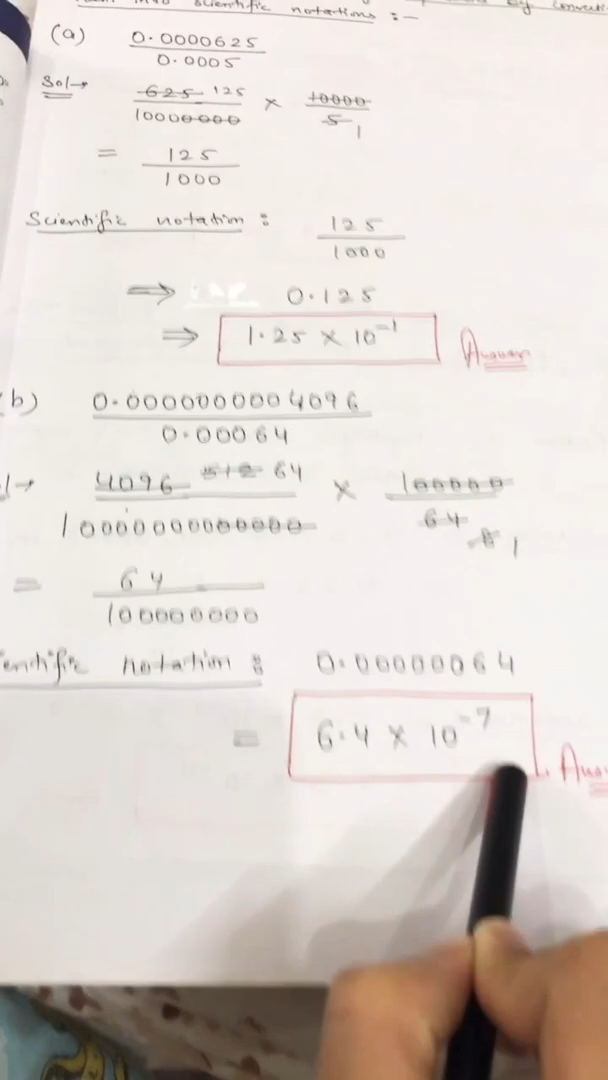 scientific notations :-
(a) 0.0000625
0.0005
Sol→ 625 125 × 10000
10000000 5 1
= 125
1000
Scientific notation : 125
1000
⇒ 0.125
⇒ 1.25 × 10⁻¹ Answer
b) 0.0000000004096
0.00064
4096 512 64 × 100000
10000000000000 64 8 1
= 64
100000000
entific notation : 0.00000064
= 6.4 × 10⁻⁷ . Ans